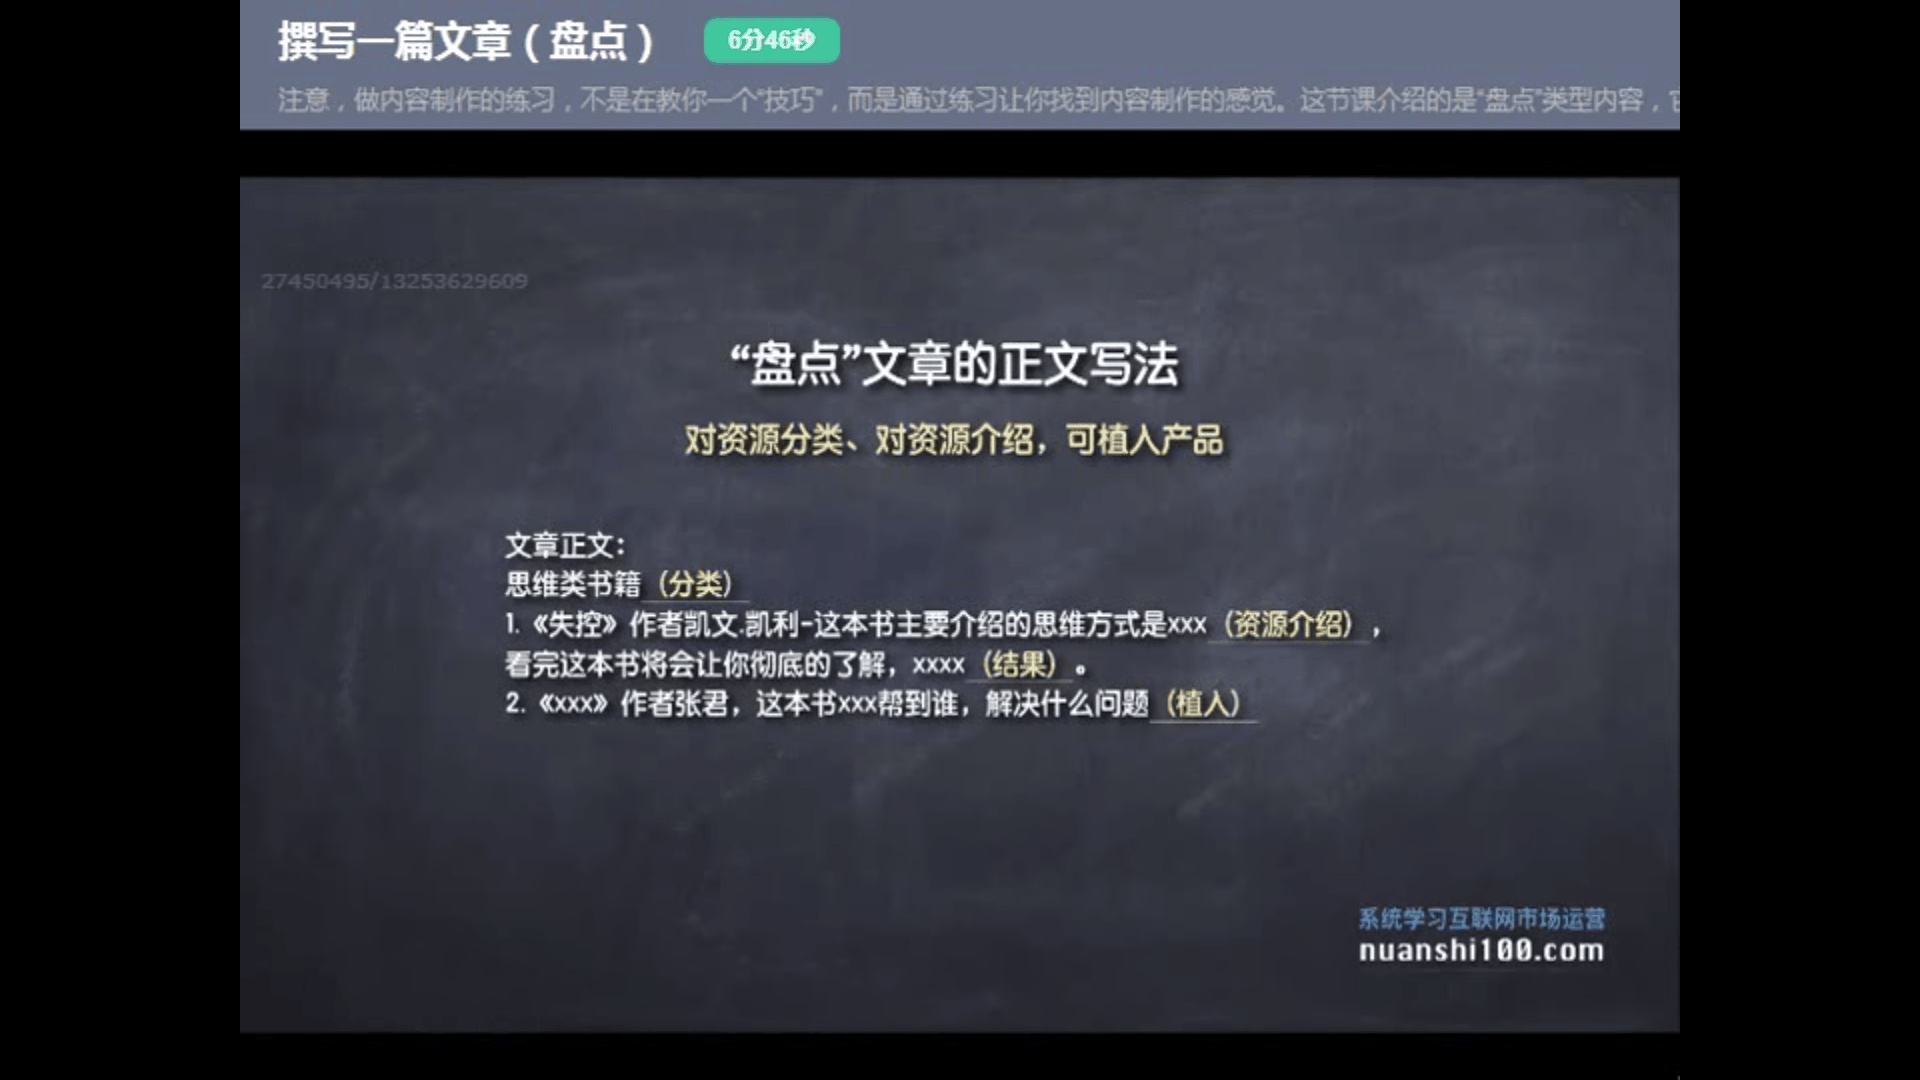 撰写一篇文章（盘点）
6分46秒
注意，做内容制作的练习，不是在教你一个“技巧”，而是通过练习让你找到内容制作的感觉。这节课介绍的是“盘点”类型内容，
27450495/13253629609
“盘点”文章的正文写法
对资源分类、对资源介绍，可植入产品
文章正文：
思维类书籍（分类）
1.《失控》作者凯文.凯利-这本书主要介绍的思维方式是xxx（资源介绍），
看完这本书将会让你彻底的了解，xxxx（结果）。
2.《xxx》作者张君，这本书xxx帮到谁，解决什么问题（植入）
系统学习互联网市场运营
nuanshi100.com